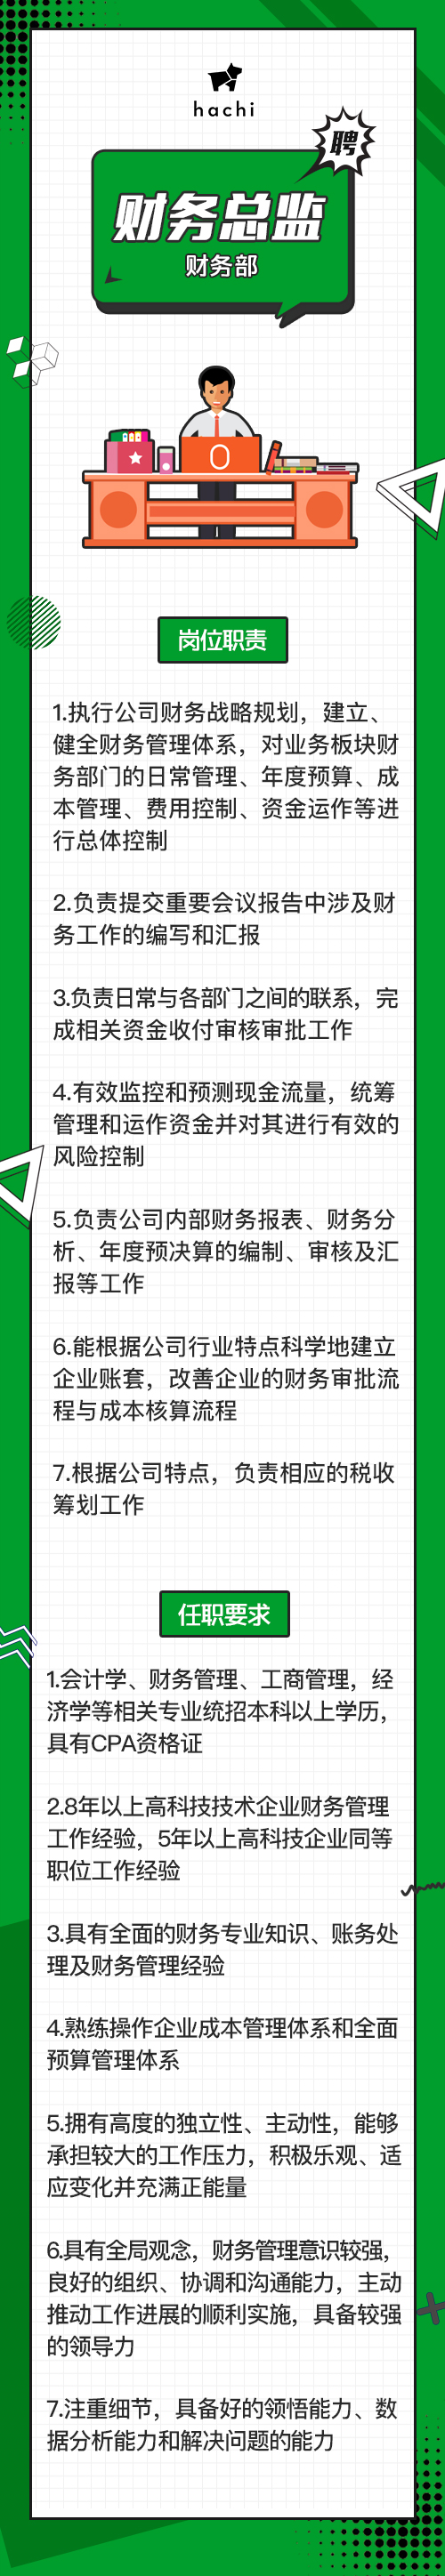 hachi
聘
财务总监
财务部
岗位职责
1.执行公司财务战略规划，建立、
健全财务管理体系，对业务板块财
务部门的日常管理、年度预算、成
本管理、费用控制、资金运作等进
行总体控制
2.负责提交重要会议报告中涉及财
务工作的编写和汇报
3.负责日常与各部门之间的联系，完
成相关资金收付审核审批工作
4.有效监控和预测现金流量，统筹
管理和运作资金并对其进行有效的
风险控制
5.负责公司内部财务报表、财务分
析、年度预决算的编制、审核及汇
报等工作
6.能根据公司行业特点科学地建立
企业账套，改善企业的财务审批流
程与成本核算流程
7.根据公司特点，负责相应的税收
筹划工作
任职要求
1.会计学、财务管理、工商管理，经
济学等相关专业统招本科以上学历，
具有CPA资格证
2.8年以上高科技技术企业财务管理
工作经验，5年以上高科技企业同等
职位工作经验
3.具有全面的财务专业知识、账务处
理及财务管理经验
4.熟练操作企业成本管理体系和全面
预算管理体系
5.拥有高度的独立性、主动性，能够
承担较大的工作压力，积极乐观、适
应变化并充满正能量
6.具有全局观念，财务管理意识较强，
良好的组织、协调和沟通能力，主动
推动工作进展的顺利实施，具备较强
的领导力
7.注重细节，具备好的领悟能力、数
据分析能力和解决问题的能力